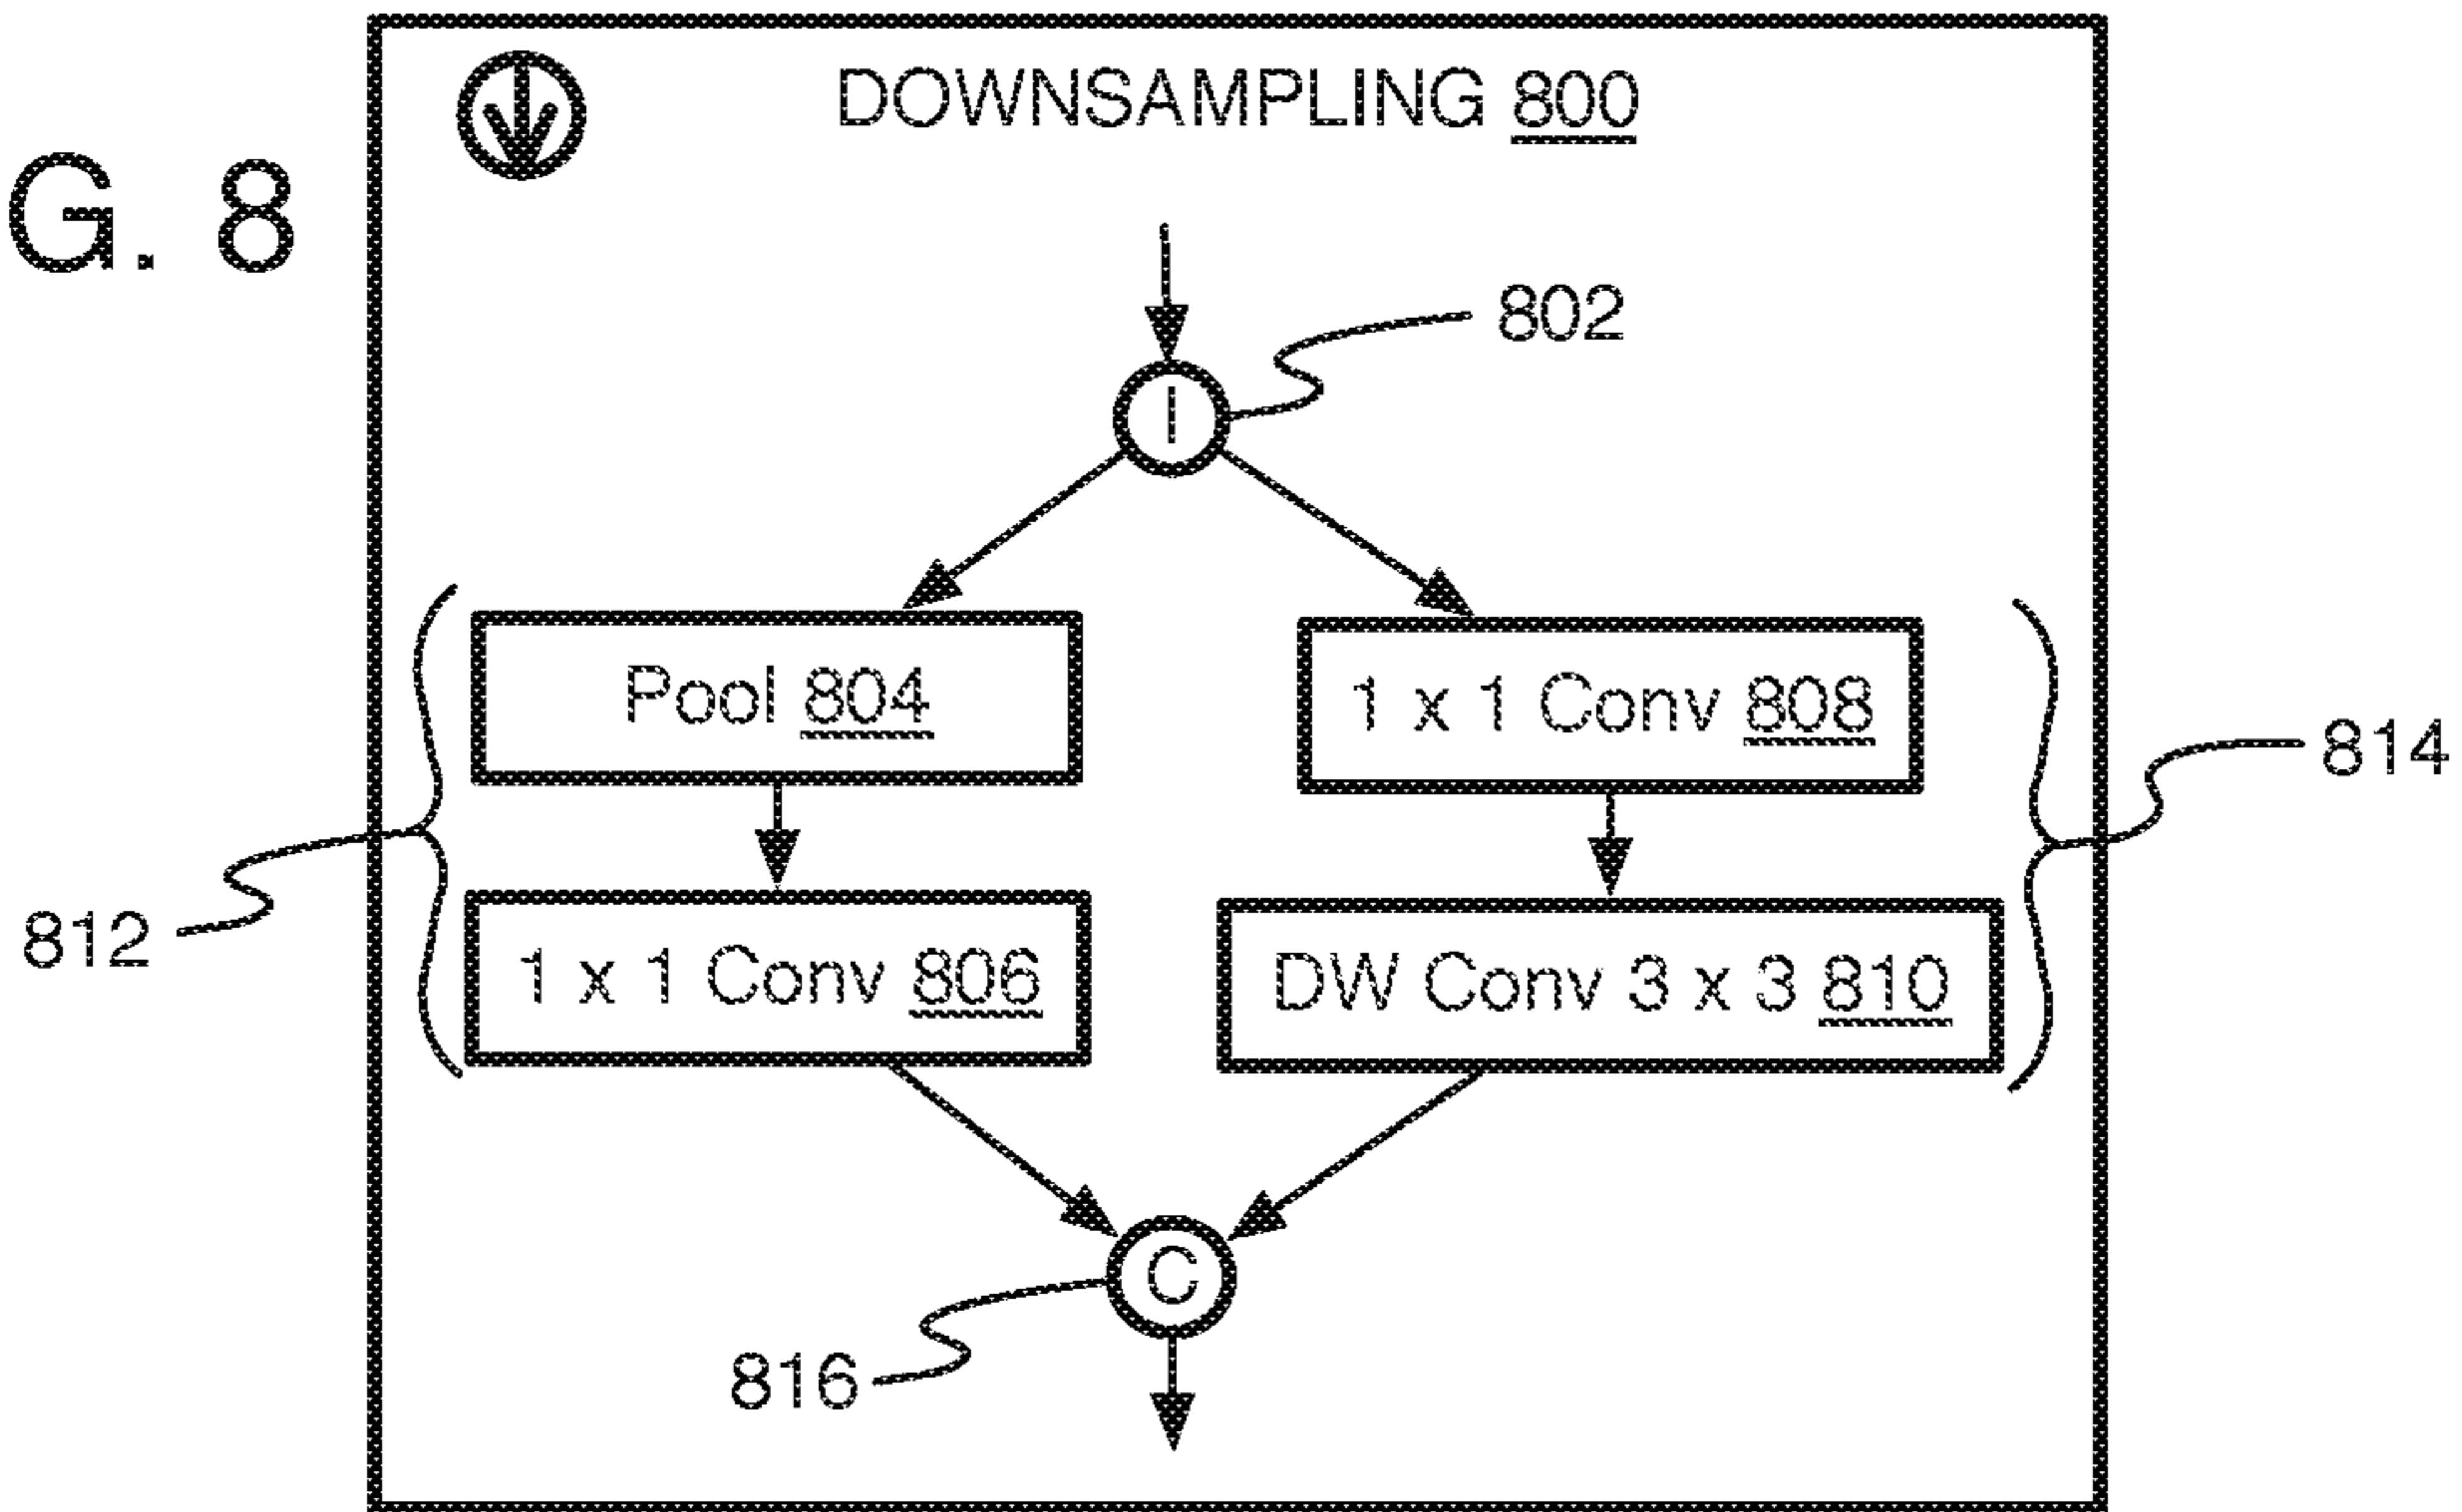 DOWNSAMPLING 800
G. 8
802
I
Pool 804
1 x 1 Conv 808
814
812
1 x 1 Conv 806
DW Conv 3 x 3 810
C
816